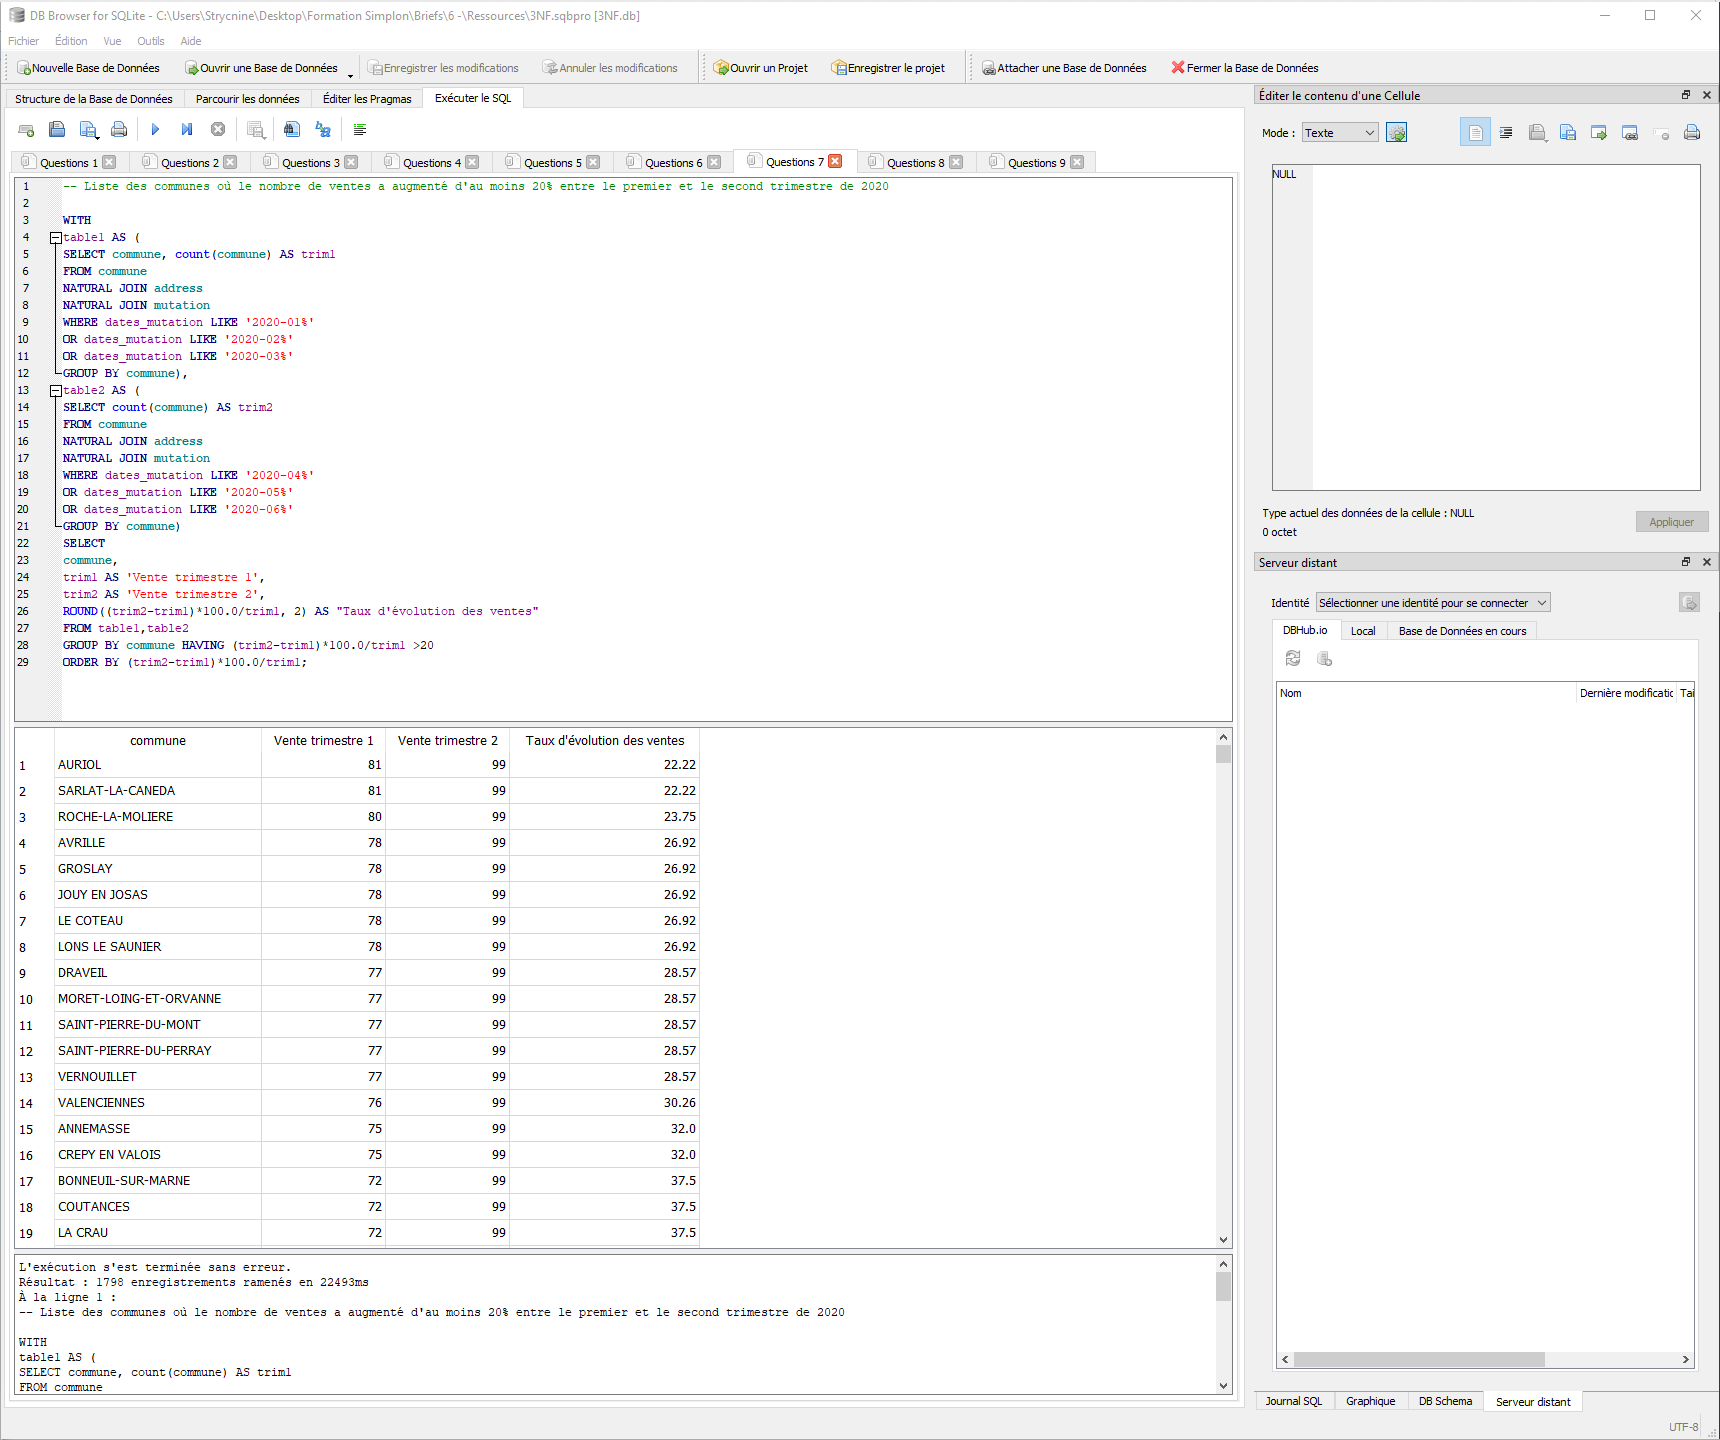 DB Browser for SQLite - C:\Users\Strycnine\Desktop\Formation Simplon\Briefs\6 -\Ressources\3NF.sqbpro [3NF.db]
Fichier Édition Vue Outils Aide
Nouvelle Base de Données Ouvrir une Base de Données Enregistrer les modifications Annuler les modifications Ouvrir un Projet Enregistrer le projet Attacher une Base de Données Fermer la Base de Données
Structure de la Base de Données Parcourir les données Éditer les Pragmas Exécuter le SQL
Questions 1 Questions 2 Questions 3 Questions 4 Questions 5 Questions 6 Questions 7 Questions 8 Questions 9
1 -- Liste des communes où le nombre de ventes a augmenté d'au moins 20% entre le premier et le second trimestre de 2020
2
3 WITH
4 table1 AS (
5 SELECT commune, count(commune) AS trim1
6 FROM commune
7 NATURAL JOIN address
8 NATURAL JOIN mutation
9 WHERE dates_mutation LIKE '2020-01%'
10 OR dates_mutation LIKE '2020-02%'
11 OR dates_mutation LIKE '2020-03%'
12 GROUP BY commune),
13 table2 AS (
14 SELECT count(commune) AS trim2
15 FROM commune
16 NATURAL JOIN address
17 NATURAL JOIN mutation
18 WHERE dates_mutation LIKE '2020-04%'
19 OR dates_mutation LIKE '2020-05%'
20 OR dates_mutation LIKE '2020-06%'
21 GROUP BY commune)
22 SELECT
23 commune,
24 trim1 AS 'Vente trimestre 1',
25 trim2 AS 'Vente trimestre 2',
26 ROUND((trim2-trim1)*100.0/trim1, 2) AS "Taux d'évolution des ventes"
27 FROM table1,table2
28 GROUP BY commune HAVING (trim2-trim1)*100.0/trim1 >20
29 ORDER BY (trim2-trim1)*100.0/trim1;
commune Vente trimestre 1 Vente trimestre 2 Taux d'évolution des ventes
1 AURIOL 81 99 22.22
2 SARLAT-LA-CANEDA 81 99 22.22
3 ROCHE-LA-MOLIERE 80 99 23.75
4 AVRILLE 78 99 26.92
5 GROSLAY 78 99 26.92
6 JOUY EN JOSAS 78 99 26.92
7 LE COTEAU 78 99 26.92
8 LONS LE SAUNIER 78 99 26.92
9 DRAVEIL 77 99 28.57
10 MORET-LOING-ET-ORVANNE 77 99 28.57
11 SAINT-PIERRE-DU-MONT 77 99 28.57
12 SAINT-PIERRE-DU-PERRAY 77 99 28.57
13 VERNOUILLET 77 99 28.57
14 VALENCIENNES 76 99 30.26
15 ANNEMASSE 75 99 32.0
16 CREPY EN VALOIS 75 99 32.0
17 BONNEUIL-SUR-MARNE 72 99 37.5
18 COUTANCES 72 99 37.5
19 LA CRAU 72 99 37.5
L'exécution s'est terminée sans erreur.
Résultat : 1798 enregistrements ramenés en 22493ms
À la ligne 1 :
-- Liste des communes où le nombre de ventes a augmenté d'au moins 20% entre le premier et le second trimestre de 2020
WITH
table1 AS (
SELECT commune, count(commune) AS trim1
FROM commune
Éditer le contenu d'une Cellule
Mode : Texte
NULL
Type actuel des données de la cellule : NULL
0 octet
Appliquer
Serveur distant
Identité Sélectionner une identité pour se connecter
DBHub.io Local Base de Données en cours
Nom Dernière modificatic Tai
Journal SQL Graphique DB Schema Serveur distant
UTF-8